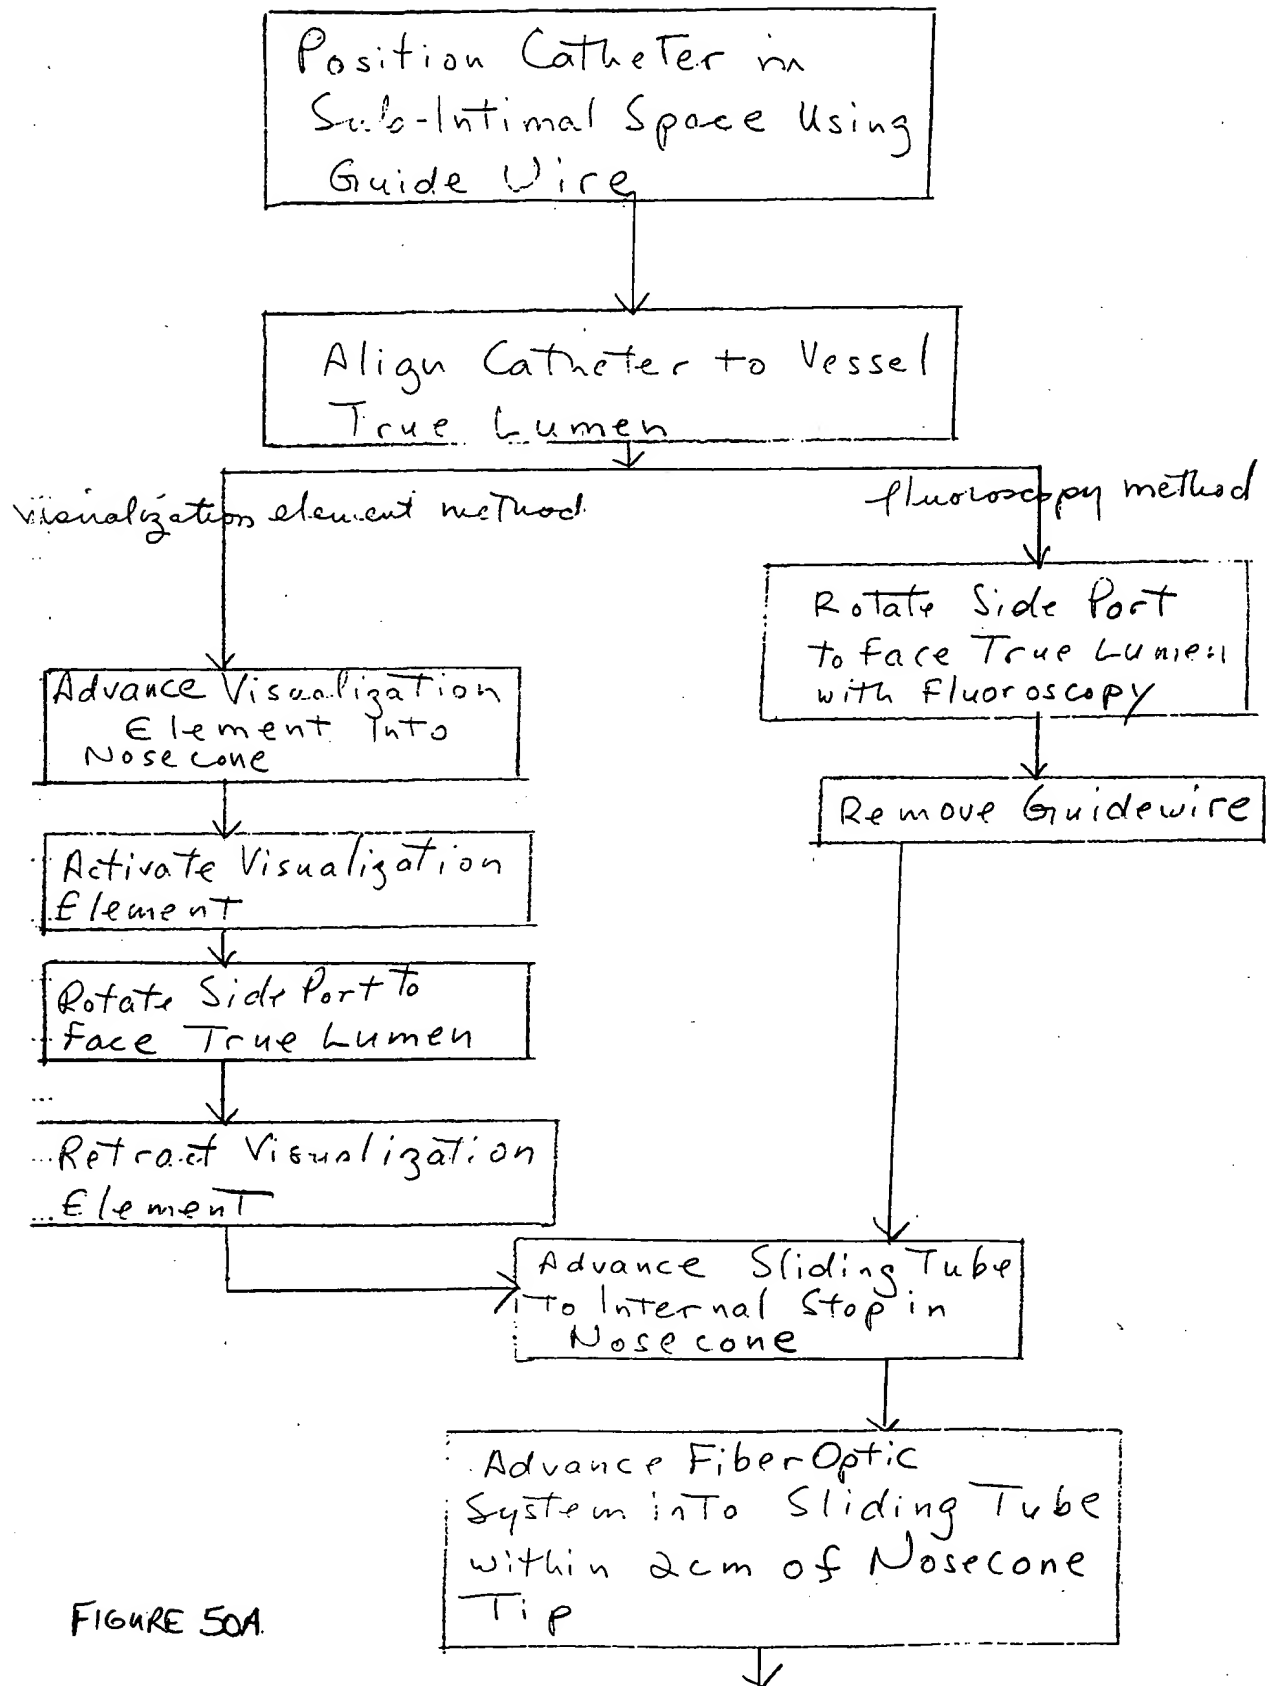 Position Catheter in
Sub-Intimal Space Using
Guide Wire
Align Catheter to Vessel
True Lumen
visualization element method
fluoroscopy method
Rotate Side Port
to Face True Lumen
with Fluoroscopy
Remove Guidewire
Advance Visualization
Element Into
Nosecone
Activate Visualization
Element
Rotate Side Port To
Face True Lumen
Retract Visualization
Element
Advance Sliding Tube
To Internal Stop in
Nosecone
Advance Fiber Optic
System into Sliding Tube
within 2cm of Nosecone
Tip
FIGURE 50A.